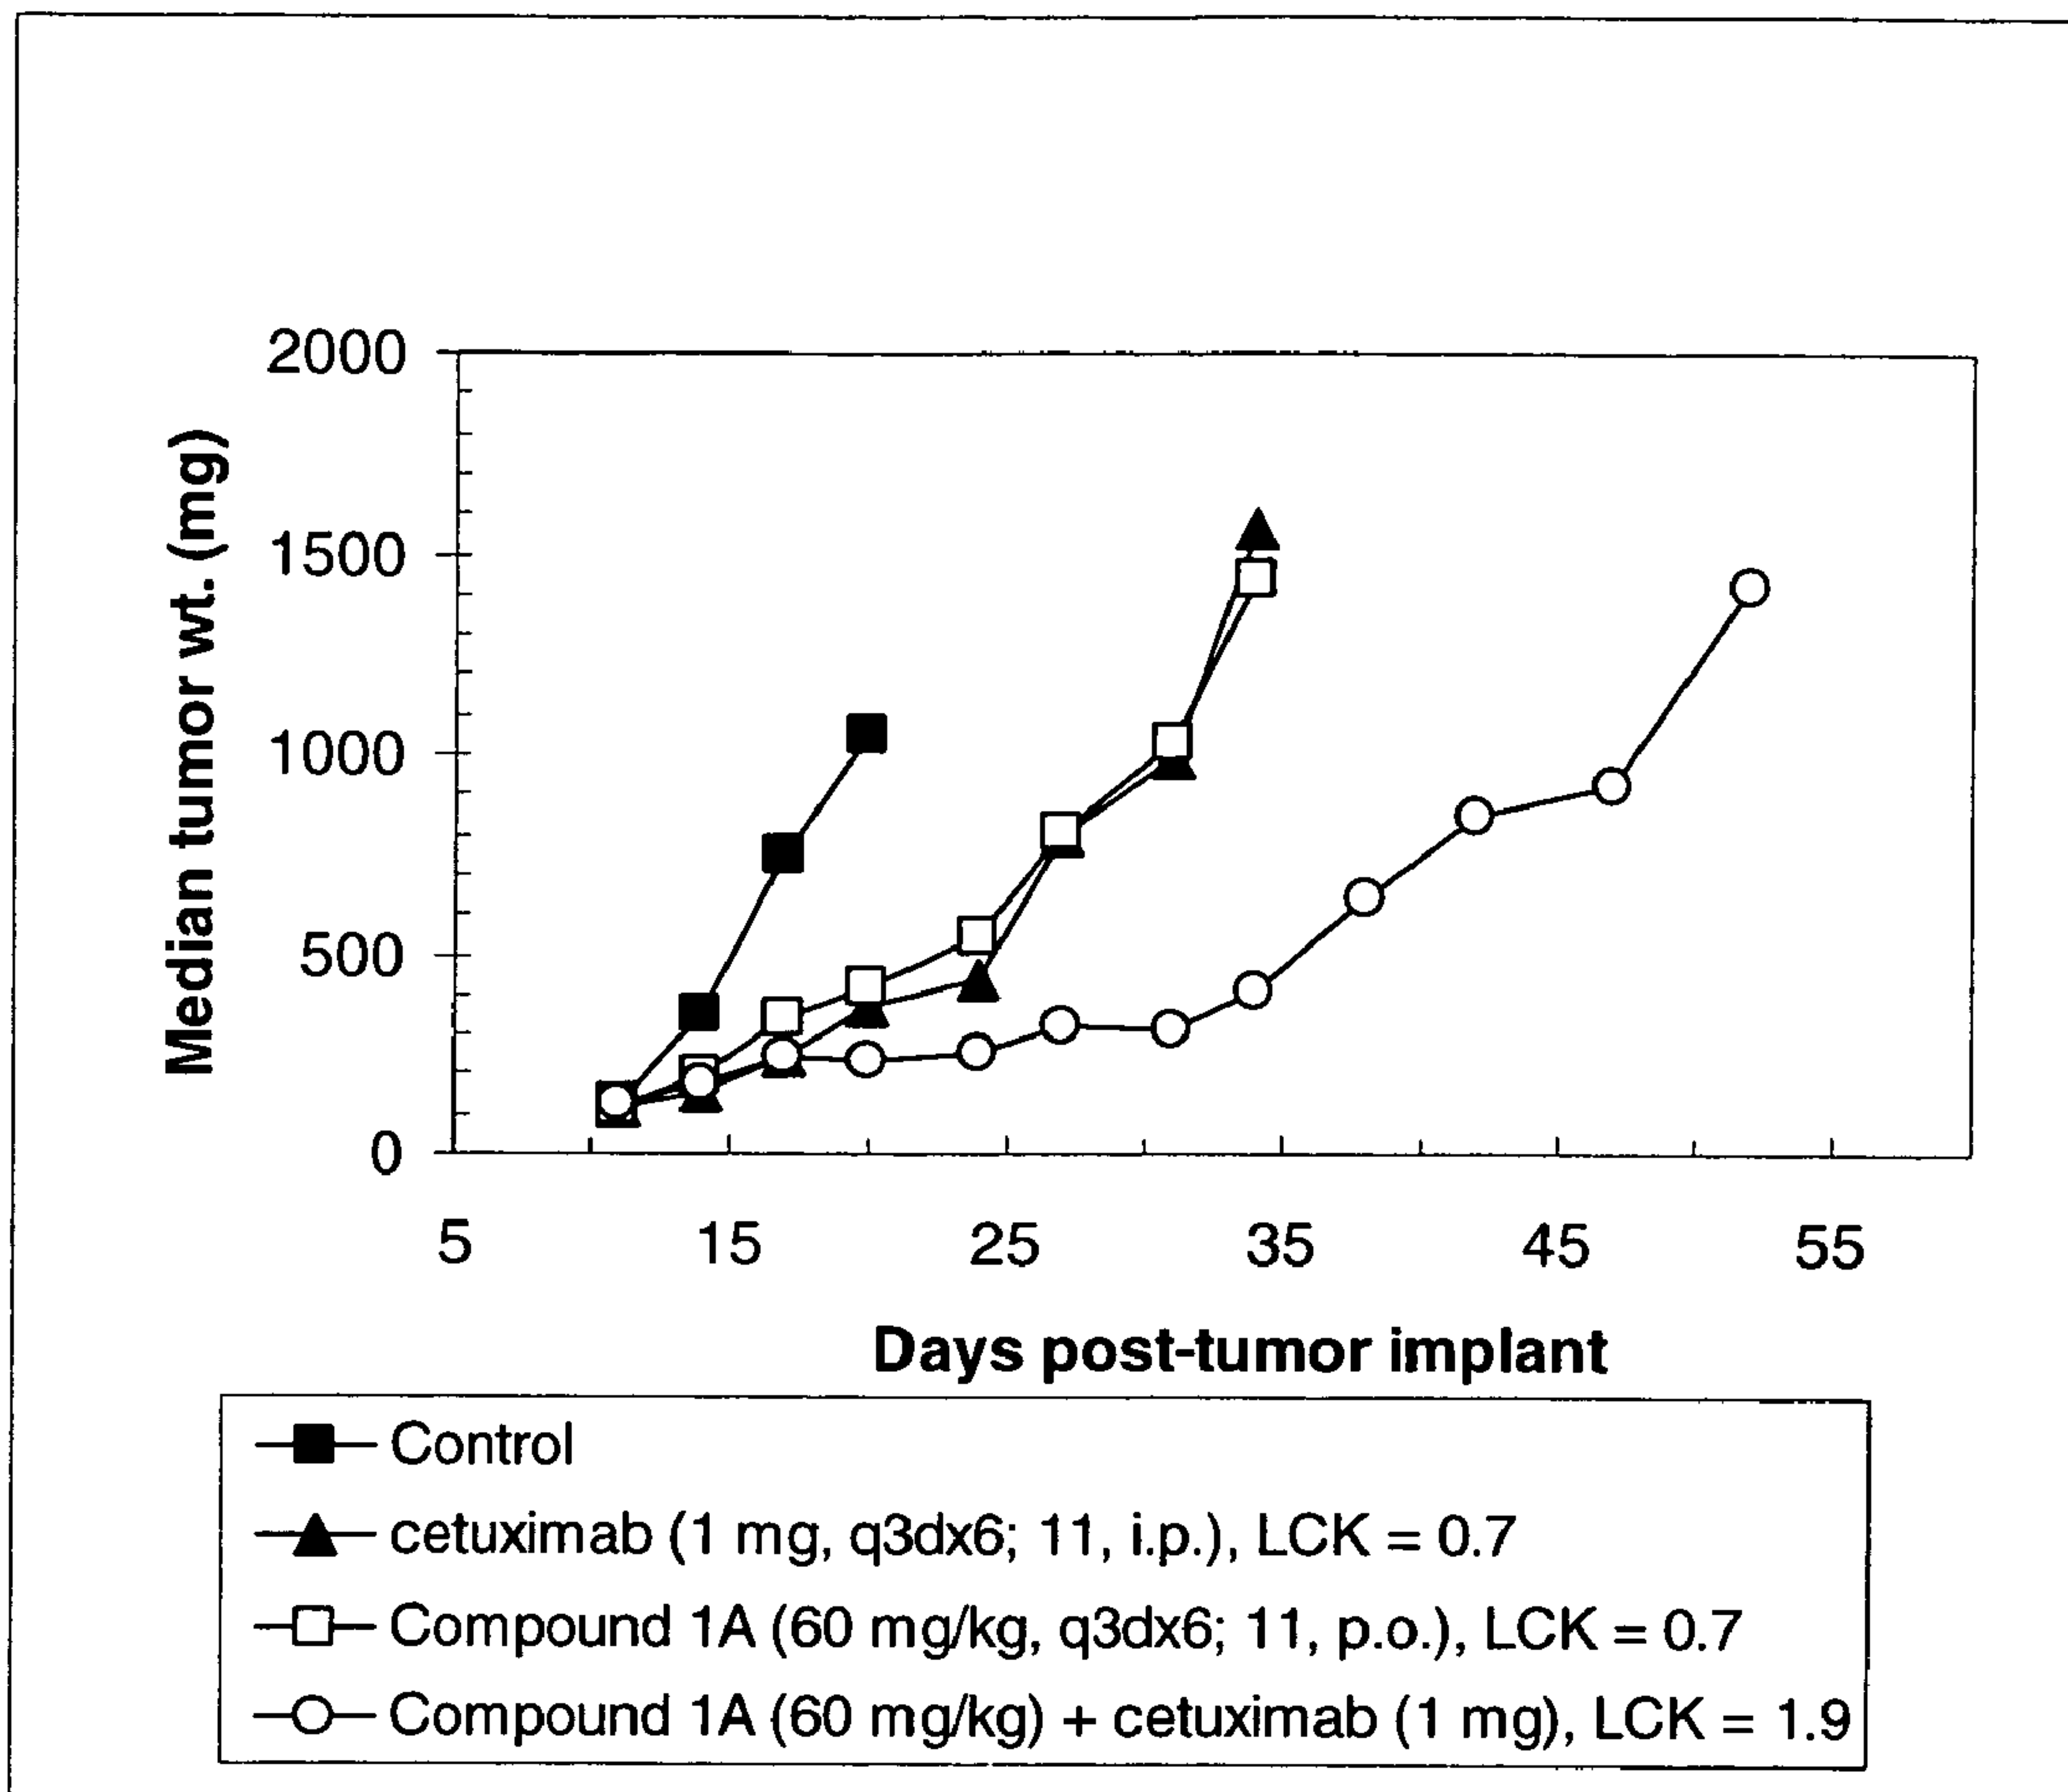 2000
1500
1000
500
0
Median tumor wt. (mg)
5 15 25 35 45 55
Days post-tumor implant
Control
cetuximab (1 mg, q3dx6; 11, i.p.), LCK = 0.7
Compound 1A (60 mg/kg, q3dx6; 11, p.o.), LCK = 0.7
Compound 1A (60 mg/kg) + cetuximab (1 mg), LCK = 1.9